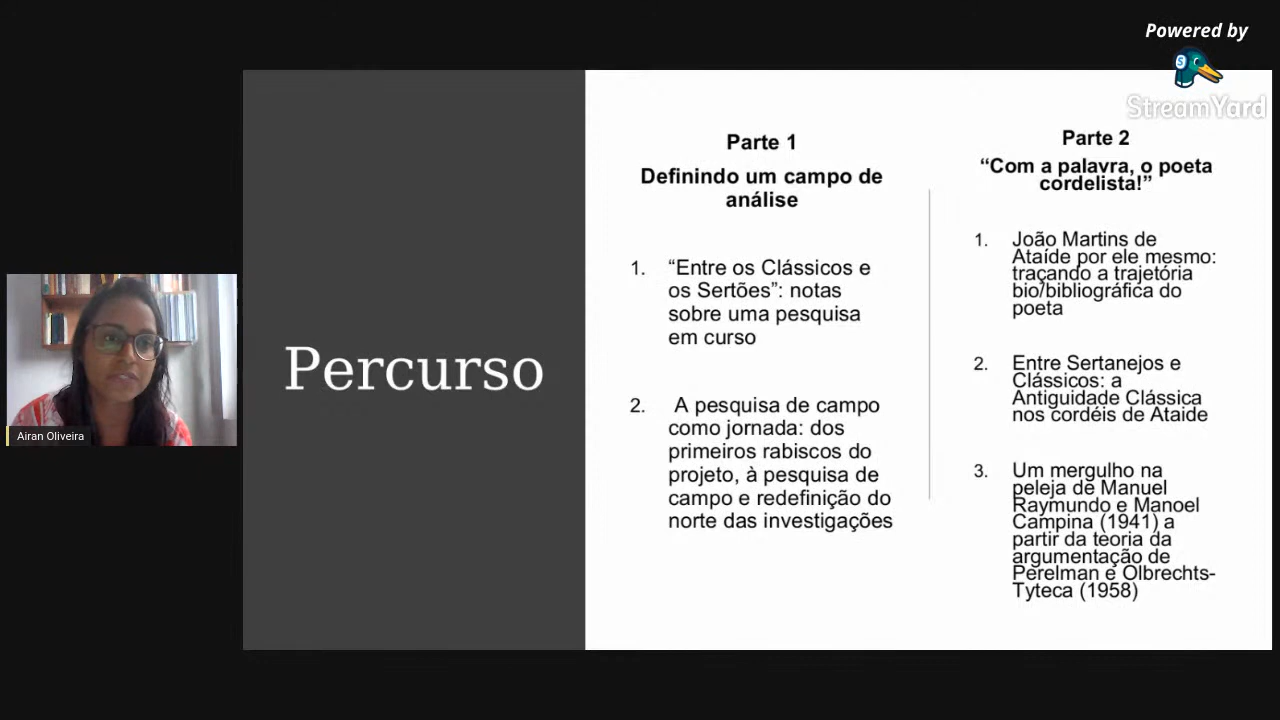 Powered by
StreamYard
Percurso
Parte 1
Definindo um campo de
análise
1. “Entre os Clássicos e
os Sertões”: notas
sobre uma pesquisa
em curso
2. A pesquisa de campo
como jornada: dos
primeiros rabiscos do
projeto, à pesquisa de
campo e redefinição do
norte das investigações
Parte 2
“Com a palavra, o poeta
cordelista!”
1. João Martins de
Ataíde por ele mesmo:
traçando a trajetória
bio/bibliográfica do
poeta
2. Entre Sertanejos e
Clássicos: a
Antiguidade Clássica
nos cordéis de Ataide
3. Um mergulho na
peleja de Manuel
Raymundo e Manoel
Campina (1941) a
partir da teoria da
argumentação de
Perelman e Olbrechts-
Tyteca (1958)
Airan Oliveira